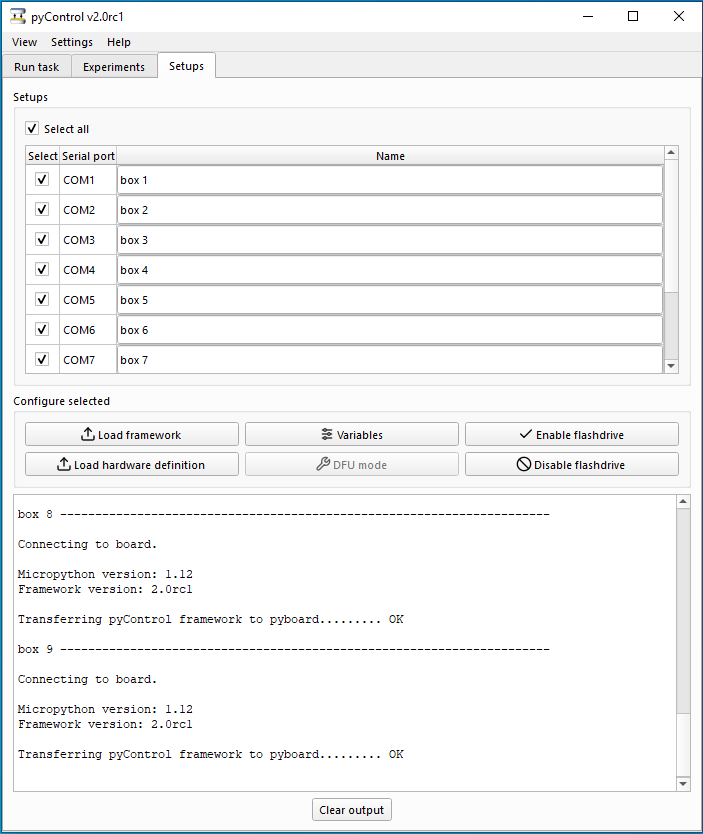 pyControl v2.0rc1
View Settings Help
Run task Experiments Setups
Setups
Select all
Select Serial port Name
COM1 box 1
COM2 box 2
COM3 box 3
COM4 box 4
COM5 box 5
COM6 box 6
COM7 box 7
Configure selected
Load framework Variables Enable flashdrive
Load hardware definition DFU mode Disable flashdrive
box 8 ----------------------------------------------------------------------
Connecting to board.
Micropython version: 1.12
Framework version: 2.0rc1
Transferring pyControl framework to pyboard......... OK
box 9 ----------------------------------------------------------------------
Connecting to board.
Micropython version: 1.12
Framework version: 2.0rc1
Transferring pyControl framework to pyboard......... OK
Clear output